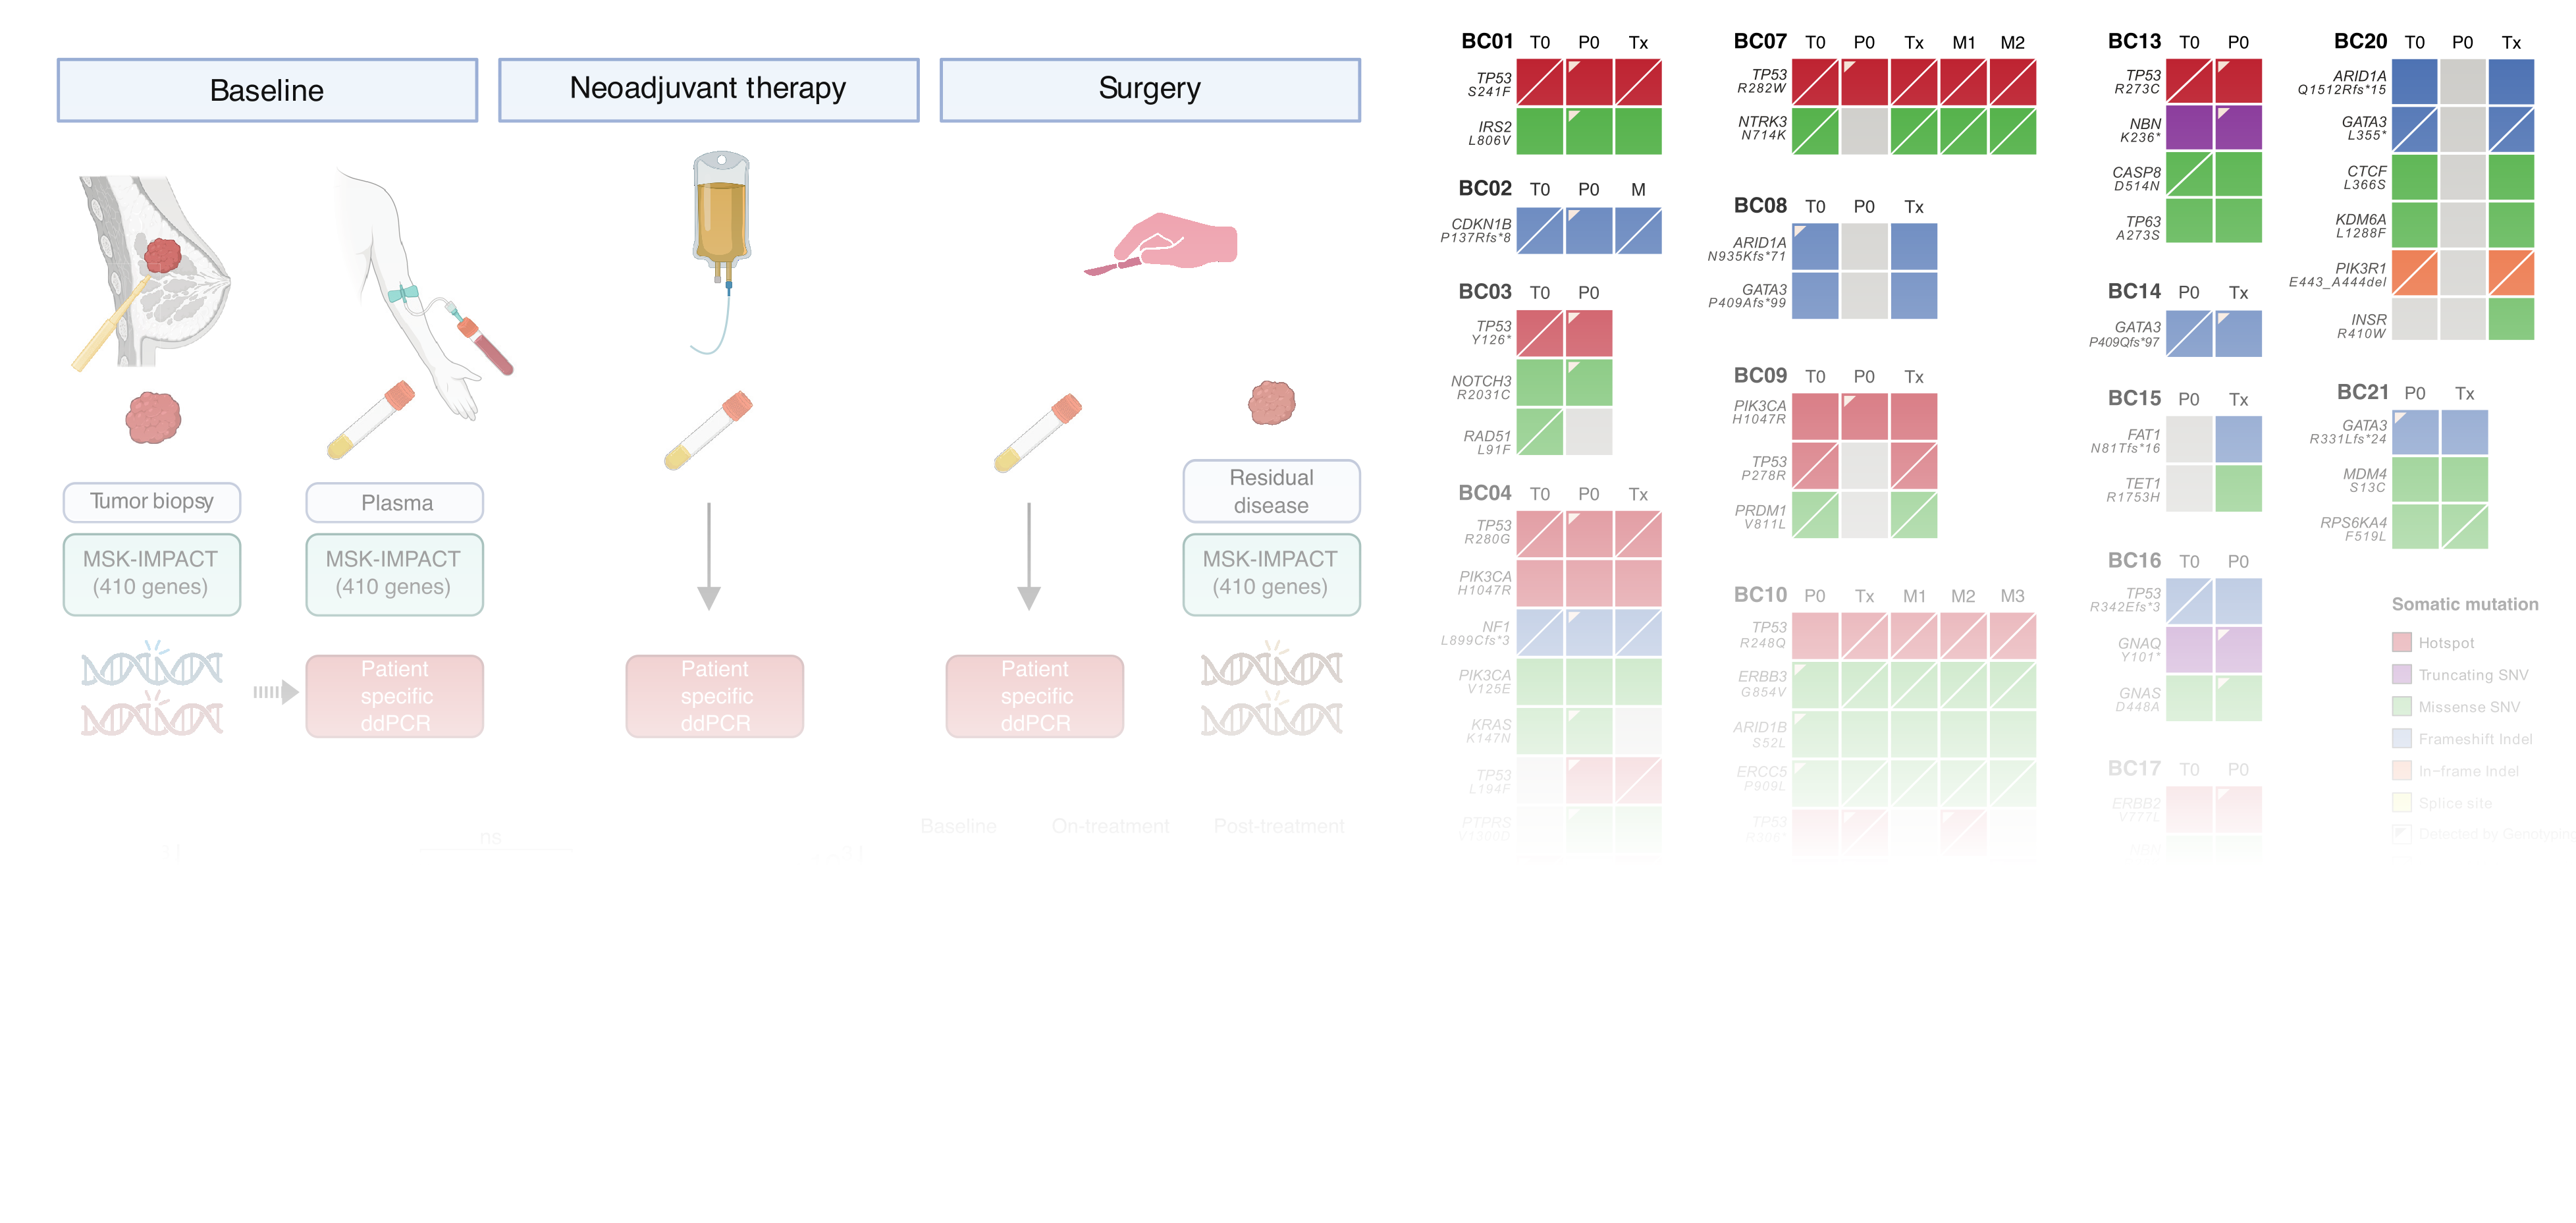 Baseline
Neoadjuvant therapy
Surgery
Tumor biopsy
Plasma
Residual
disease
MSK-IMPACT
(410 genes)
MSK-IMPACT
(410 genes)
MSK-IMPACT
(410 genes)
Patient
specific
ddPCR
Patient
specific
ddPCR
Patient
specific
ddPCR
ns
Baseline
On-treatment
Post-treatment
BC01 T0 P0 Tx
TP53
S241F
IRS2
L806V
BC02 T0 P0 M
CDKN1B
P137Rfs*8
BC03 T0 P0
TP53
Y126*
NOTCH3
R2031C
RAD51
L91F
BC04 T0 P0 Tx
TP53
R280G
PIK3CA
H1047R
NF1
L899Cfs*3
PIK3CA
V125E
KRAS
K147N
TP53
L194F
PTPRS
BC07 T0 P0 Tx M1 M2
TP53
R282W
NTRK3
N714K
BC08 T0 P0 Tx
ARID1A
N935Kfs*71
GATA3
P409Afs*99
BC09 T0 P0 Tx
PIK3CA
H1047R
TP53
P278R
PRDM1
V811L
BC10 P0 Tx M1 M2 M3
TP53
R248Q
ERBB3
G854V
ARID1B
S52L
ERCC5
P909L
TP53
R306*
BC13 T0 P0
TP53
R273C
NBN
K236*
CASP8
D514N
TP63
A273S
BC14 P0 Tx
GATA3
P409Qfs*97
BC15 P0 Tx
FAT1
N81Tfs*16
TET1
R1753H
BC16 T0 P0
TP53
R342Efs*3
GNAQ
Y101*
GNAS
D448A
BC17 T0 P0
ERBB2
V777L
NBN
BC20 T0 P0 Tx
ARID1A
Q1512Rfs*15
GATA3
L355*
CTCF
L366S
KDM6A
L1288F
PIK3R1
E443_A444del
INSR
R410W
BC21 P0 Tx
GATA3
R331Lfs*24
MDM4
S13C
RPS6KA4
F519L
Somatic mutation
Hotspot
Truncating SNV
Missense SNV
Frameshift Indel
In-frame Indel
Splice site
Detected by Genotyping